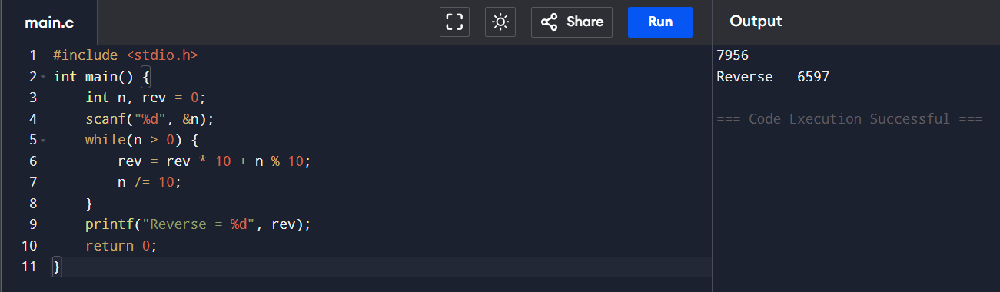 main.c
Share
Run
Output
1 #include <stdio.h>
2 int main() {
3     int n, rev = 0;
4     scanf("%d", &n);
5     while(n > 0) {
6         rev = rev * 10 + n % 10;
7         n /= 10;
8     }
9     printf("Reverse = %d", rev);
10     return 0;
11 }
7956
Reverse = 6597
=== Code Execution Successful ===